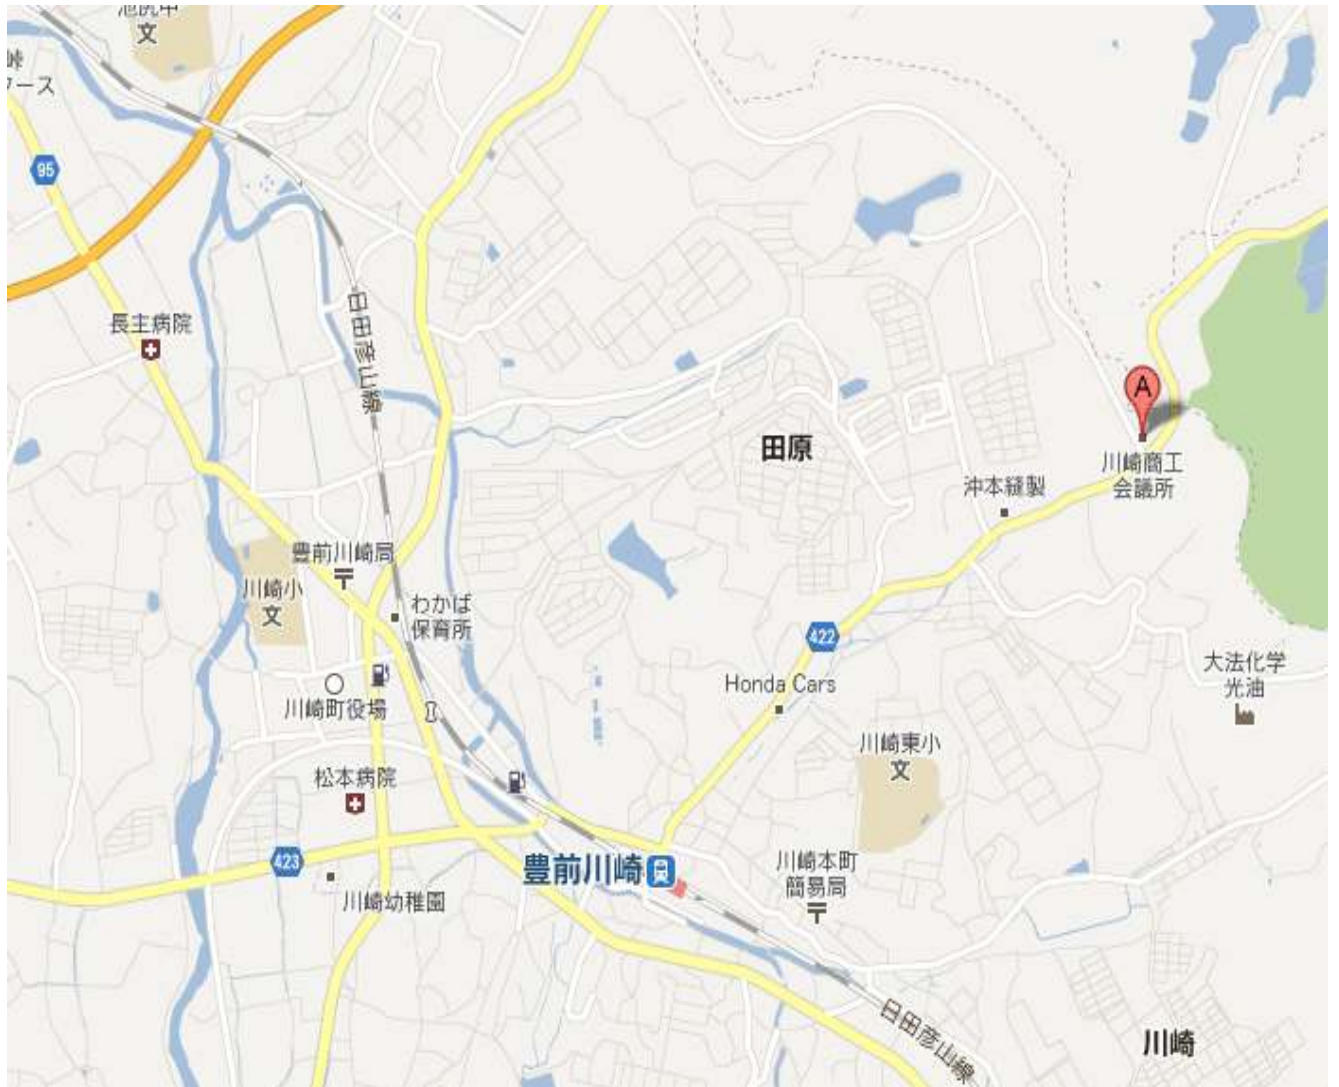 池尻中
文
峠
95
長主病院
日田彦山線
A
川崎商工
会議所
田原
沖本縫製
豊前川崎局
川崎小
文
わかば
保育所
422
大法化学
光油
Honda Cars
川崎町役場
川崎東小
文
松本病院
423
豊前川崎
川崎本町
簡易局
川崎幼稚園
日田彦山線
川崎